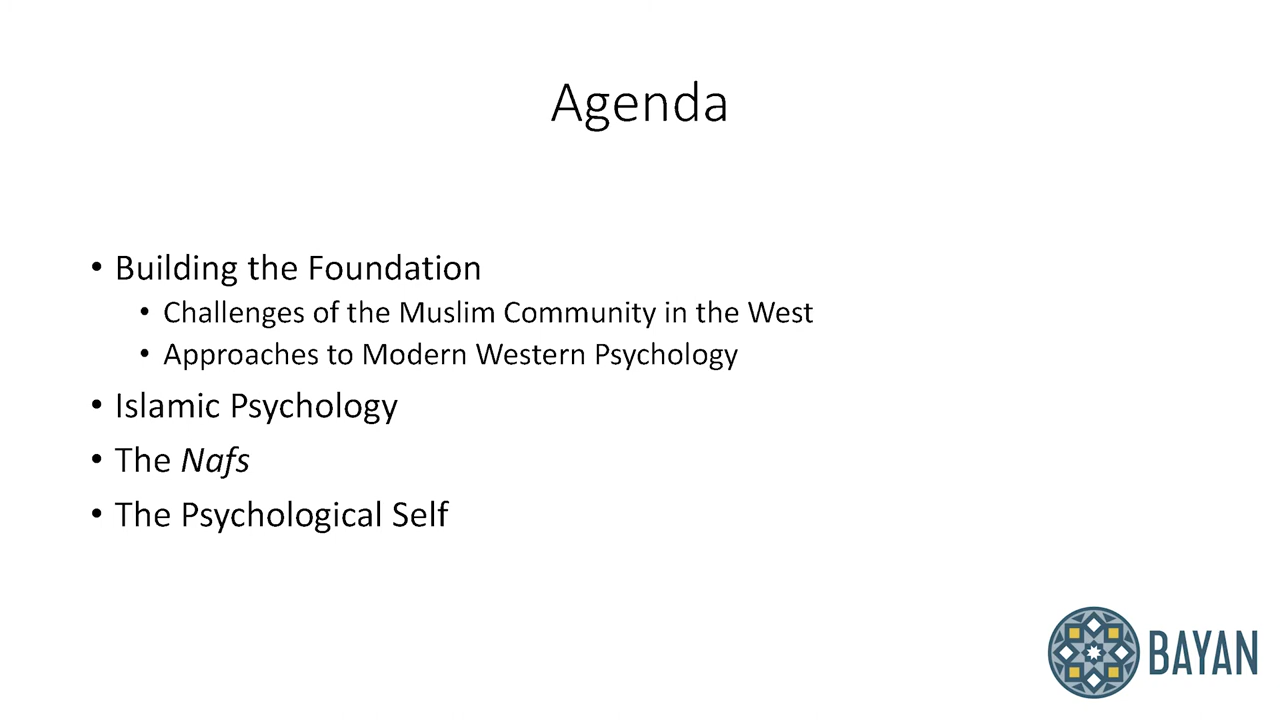 Agenda
• Building the Foundation
• Challenges of the Muslim Community in the West
• Approaches to Modern Western Psychology
• Islamic Psychology
• The Nafs
• The Psychological Self
BAYAN